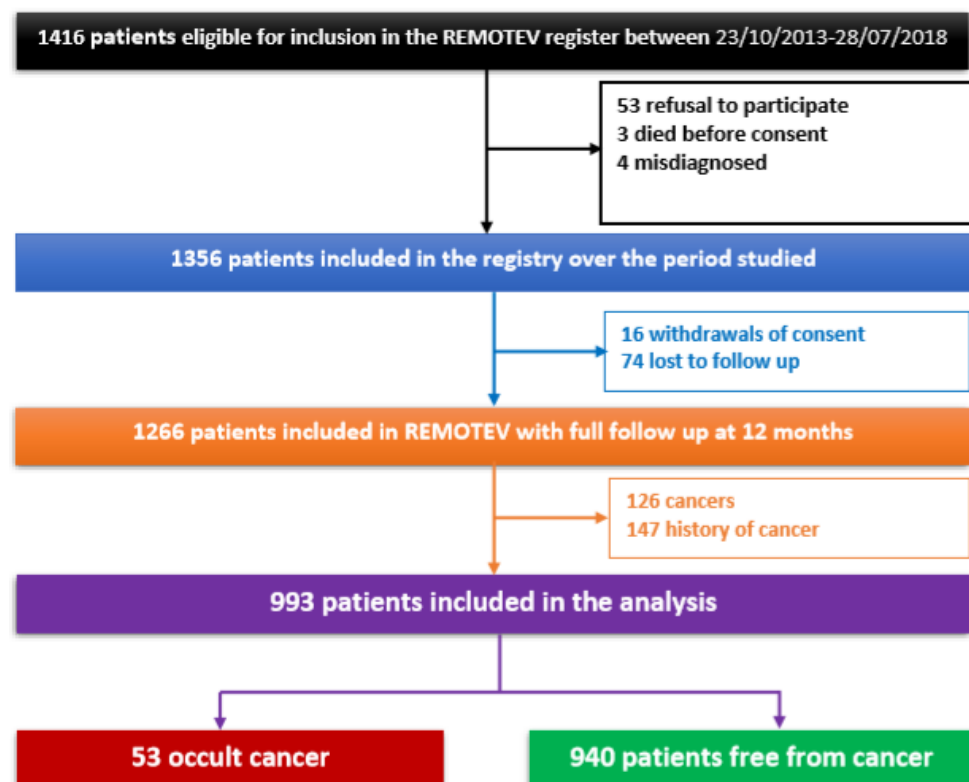 1416 patients eligible for inclusion in the REMOTEV register between 23/10/2013-28/07/2018
53 refusal to participate
3 died before consent
4 misdiagnosed
1356 patients included in the registry over the period studied
16 withdrawals of consent
74 lost to follow up
1266 patients included in REMOTEV with full follow up at 12 months
126 cancers
147 history of cancer
993 patients included in the analysis
53 occult cancer
940 patients free from cancer